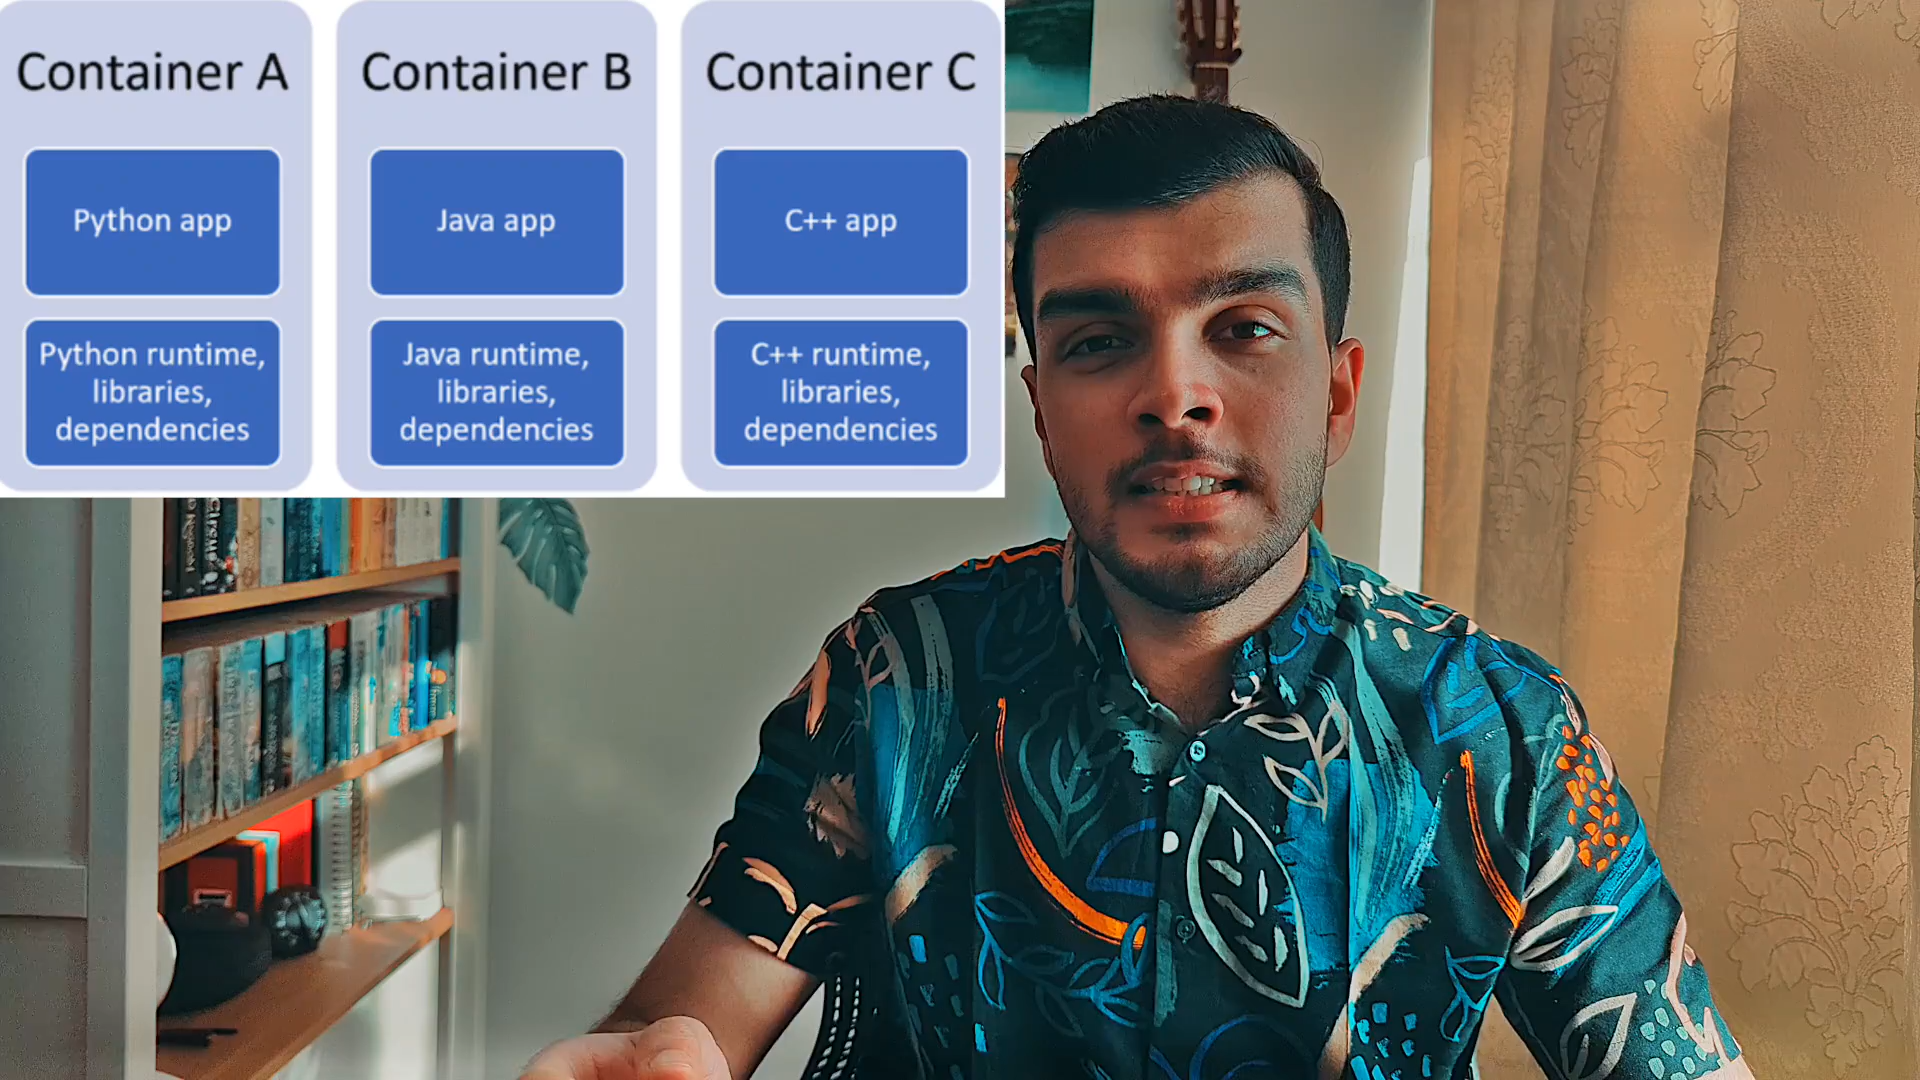 Container A
Python app
Python runtime,
libraries,
dependencies
Container B
Java app
Java runtime,
libraries,
dependencies
Container C
C++ app
C++ runtime,
libraries,
dependencies